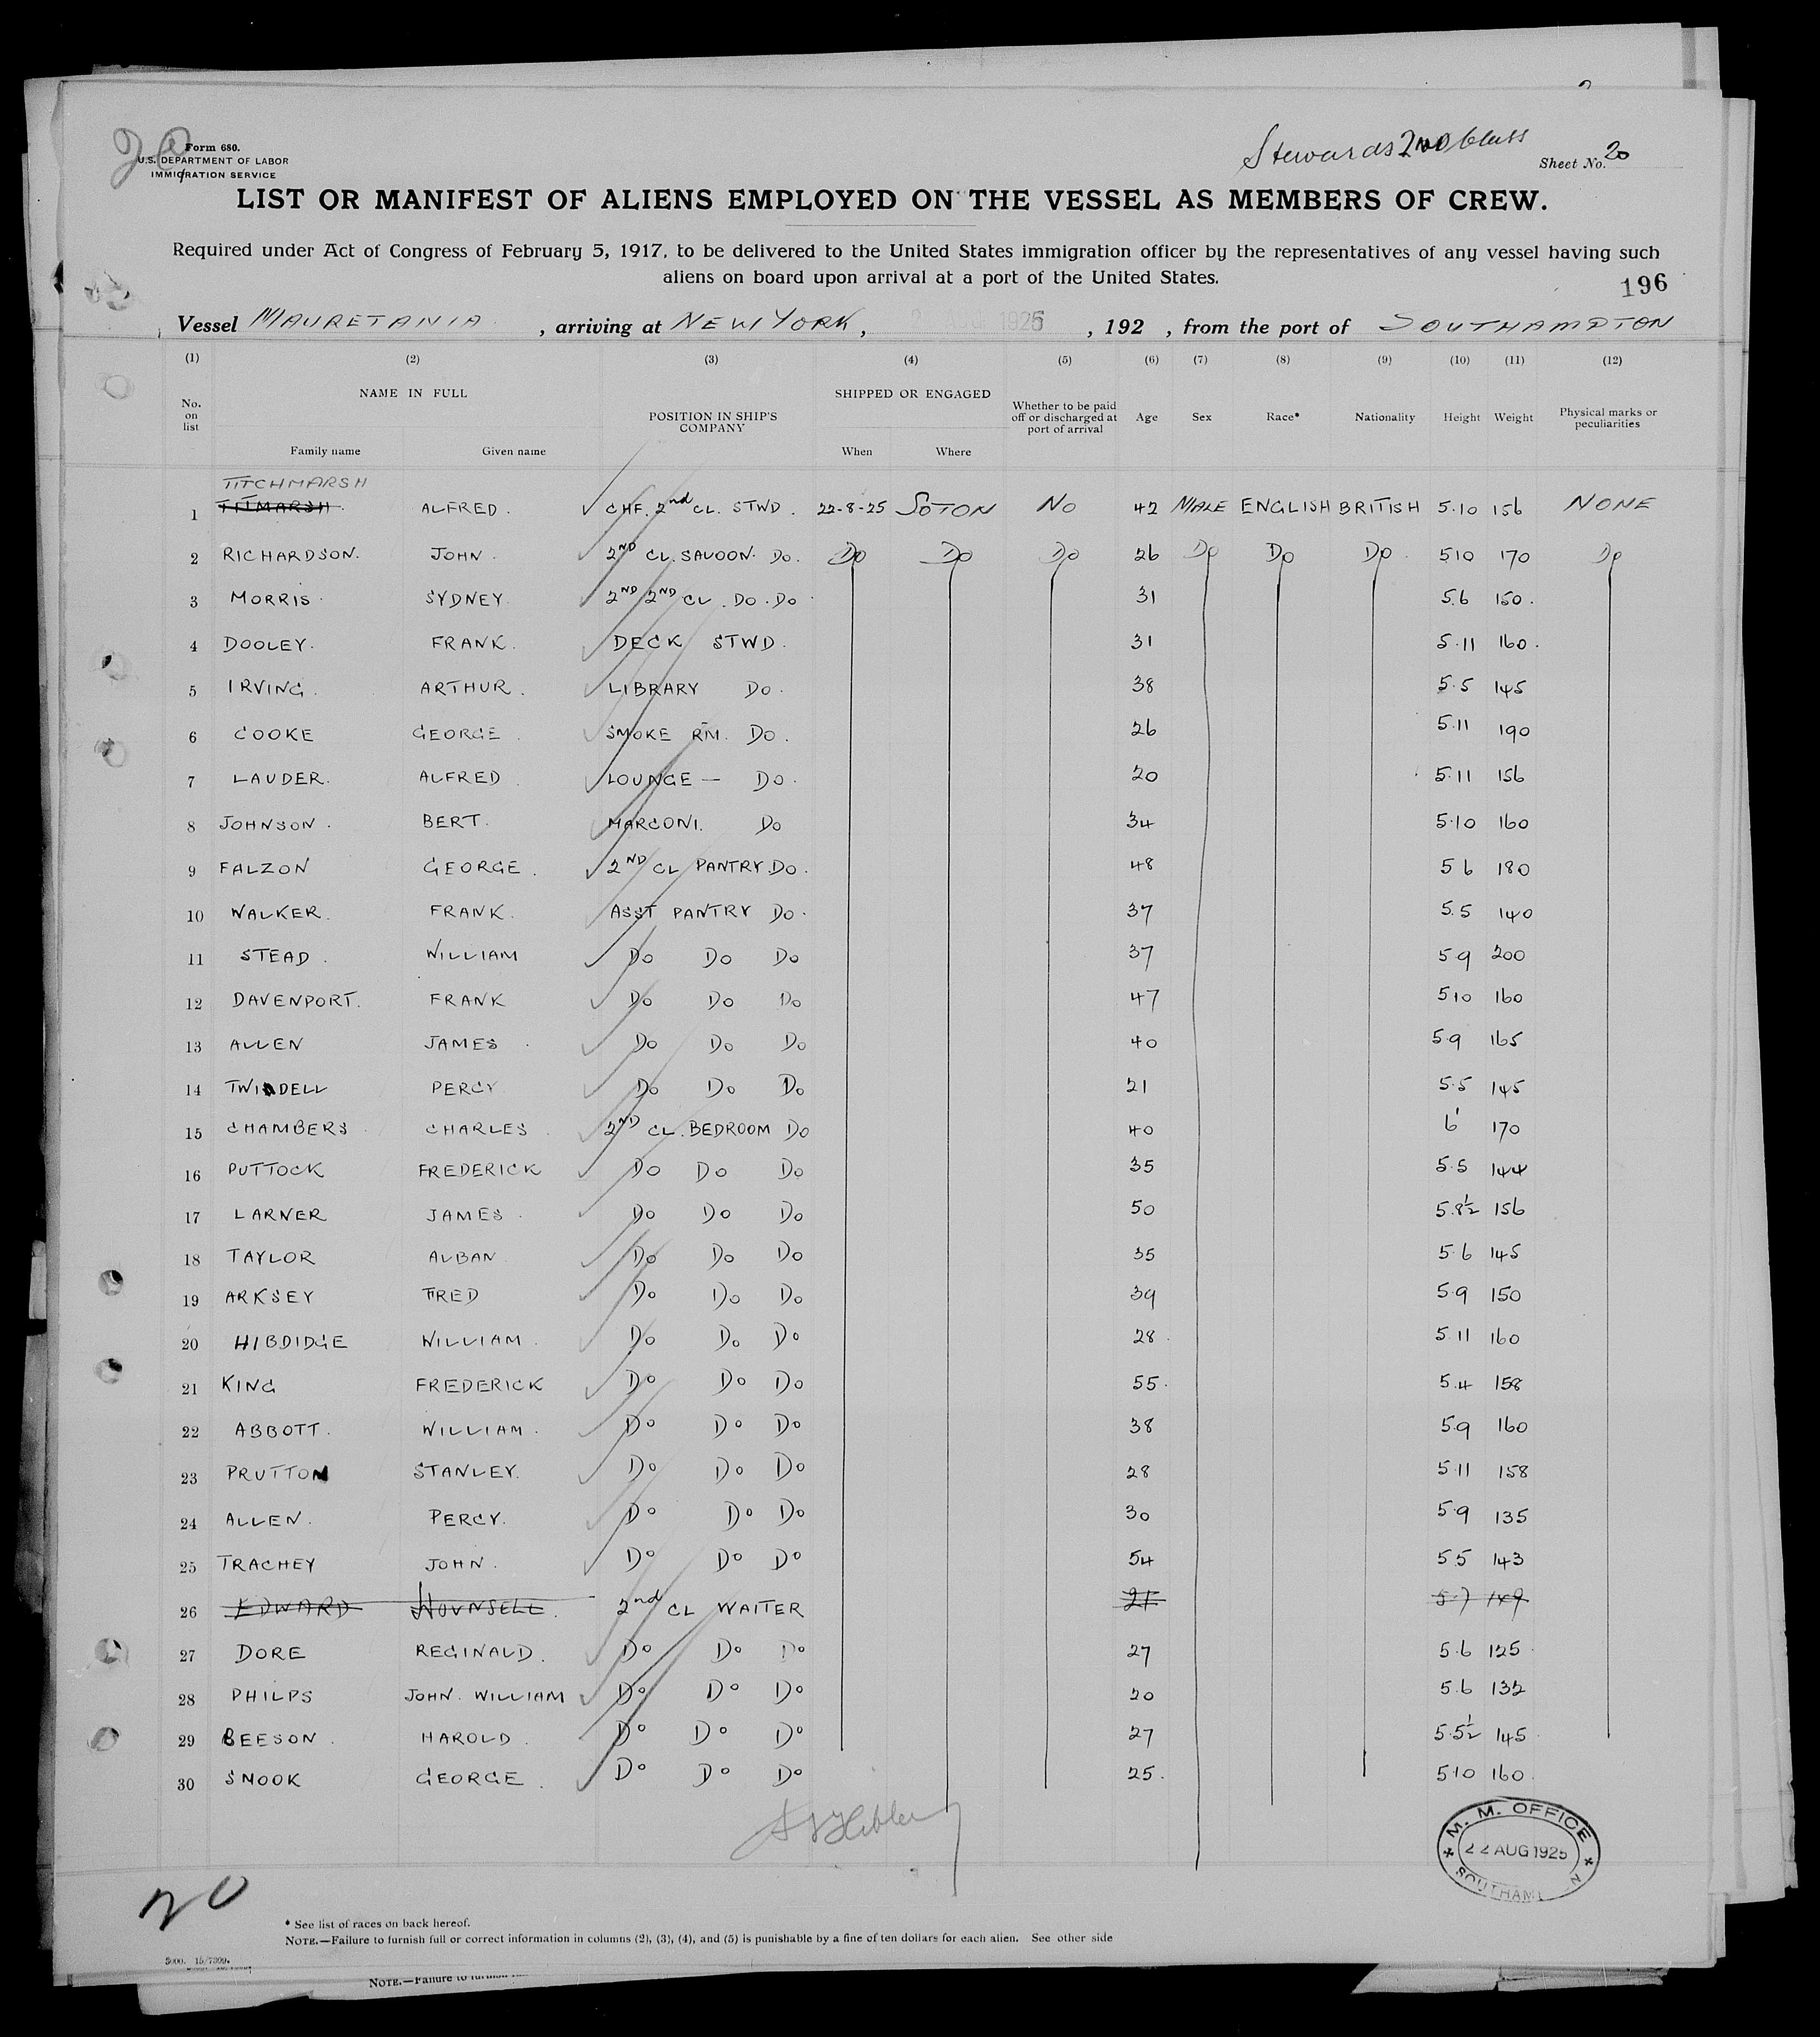 Form 680.
U.S. DEPARTMENT OF LABOR
IMMIGRATION SERVICE
Stewards 2ND Class
Sheet No. 20
LIST OR MANIFEST OF ALIENS EMPLOYED ON THE VESSEL AS MEMBERS OF CREW.
Required under Act of Congress of February 5, 1917, to be delivered to the United States immigration officer by the representatives of any vessel having such
aliens on board upon arrival at a port of the United States.
196
Vessel MAURETANIA , arriving at NEW YORK, 1925 , 192 , from the port of SOUTHAMPTON
(1) (2) (3) (4) (5) (6) (7) (8) (9) (10) (11) (12)
No. on list NAME IN FULL Family name Given name POSITION IN SHIP'S COMPANY SHIPPED OR ENGAGED When Where Whether to be paid off or discharged at port of arrival Age Sex Race* Nationality Height Weight Physical marks or peculiarities
TITCHMARSH
1 TITMARSH. ALFRED. CHF. 2nd CL. STWD. 22-8-25 SOTON NO 42 MALE ENGLISH BRITISH 5.10 156 NONE
2 RICHARDSON. JOHN. 2ND CL. SALOON. DO. Do Do Do 26 Do Do Do. 510 170 Do
3 MORRIS. SYDNEY. 2ND 2ND CL. DO. DO. 31 5.6 150.
4 DOOLEY. FRANK. DECK STWD. 31 5.11 160.
5 IRVING. ARTHUR. LIBRARY DO. 38 5.5 145
6 COOKE GEORGE. SMOKE RM. DO. 26 5.11 190
7 LAUDER. ALFRED. LOUNGE — DO. 20 5.11 156
8 JOHNSON. BERT. MARCONI. DO 34 5.10 160
9 FALZON GEORGE. 2ND CL PANTRY. DO. 48 5 6 180
10 WALKER. FRANK. ASST PANTRY DO. 37 5.5 140
11 STEAD. WILLIAM DO DO DO 37 5.9 200
12 DAVENPORT. FRANK DO DO DO 47 510 160
13 ALLEN JAMES. DO DO DO 40 5.9 165
14 TWINDELL PERCY DO DO DO 21 5.5 145
15 CHAMBERS. CHARLES. 2ND CL. BEDROOM DO 40 6' 170
16 PUTTOCK FREDERICK DO DO DO 35 5.5 144
17 LARNER JAMES. DO DO DO 50 5.8½ 156
18 TAYLOR ALBAN DO DO DO 35 5.6 145
19 ARKSEY FRED DO DO DO 39 5.9 150
20 HIBDIDGE WILLIAM. DO DO DO 28. 5.11 160
21 KING FREDERICK DO DO DO 55. 5.4 158
22 ABBOTT. WILLIAM. DO DO DO 38 5.9 160
23 PRUTTON STANLEY. DO DO DO 28 5.11 158
24 ALLEN. PERCY. DO DO DO 30 5.9 135
25 TRACHEY JOHN. DO DO DO 54 5.5 143
26 EDWARD HOUNSELL. 2nd CL WAITER 21 5.7 149
27 DORE REGINALD. DO DO DO 27 5.6 125.
28 PHILPS JOHN. WILLIAM DO DO DO 20 5.6 132
29 BEESON. HAROLD. DO DO DO 27 5.5½ 145.
30 SNOOK GEORGE. DO DO DO 25. 510 160.
M. M. OFFICE
22 AUG 1925
20
* See list of races on back hereof.
NOTE.—Failure to furnish full or correct information in columns (2), (3), (4), and (5) is punishable by a fine of ten dollars for each alien. See other side
5000. 15/7399.
NOTE.—Failure to